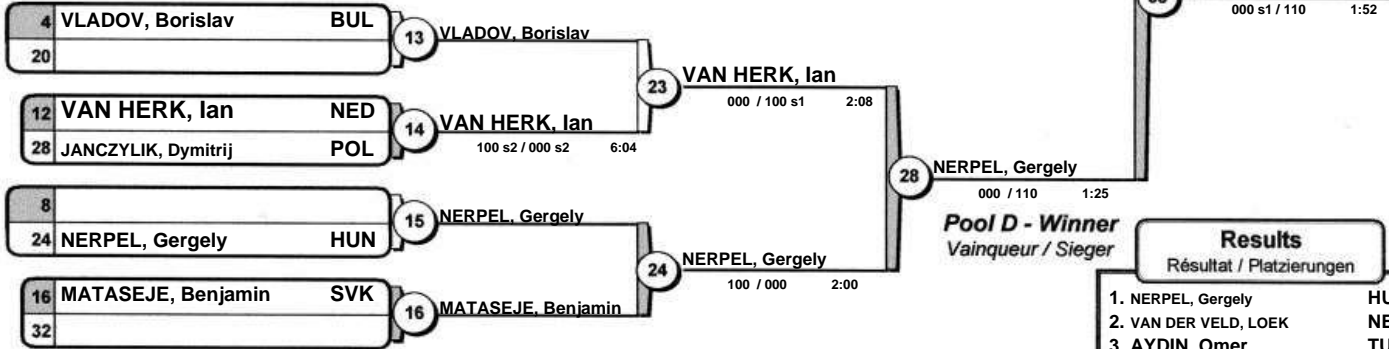 000 s1 / 110 1:52
4 VLADOV, Borislav BUL
20
13 VLADOV, Borislav
12 VAN HERK, Ian NED
28 JANCZYLIK, Dymitrij POL
14 VAN HERK, Ian
100 s2 / 000 s2 6:04
23 VAN HERK, Ian
000 / 100 s1 2:08
8
24 NERPEL, Gergely HUN
15 NERPEL, Gergely
16 MATASEJE, Benjamin SVK
32
16 MATASEJE, Benjamin
24 NERPEL, Gergely
100 / 000 2:00
28 NERPEL, Gergely
000 / 110 1:25
Pool D - Winner
Vainqueur / Sieger
Results
Résultat / Platzierungen
1. NERPEL, Gergely
2. VAN DER VELD, LOEK
3. AYDIN, Omer